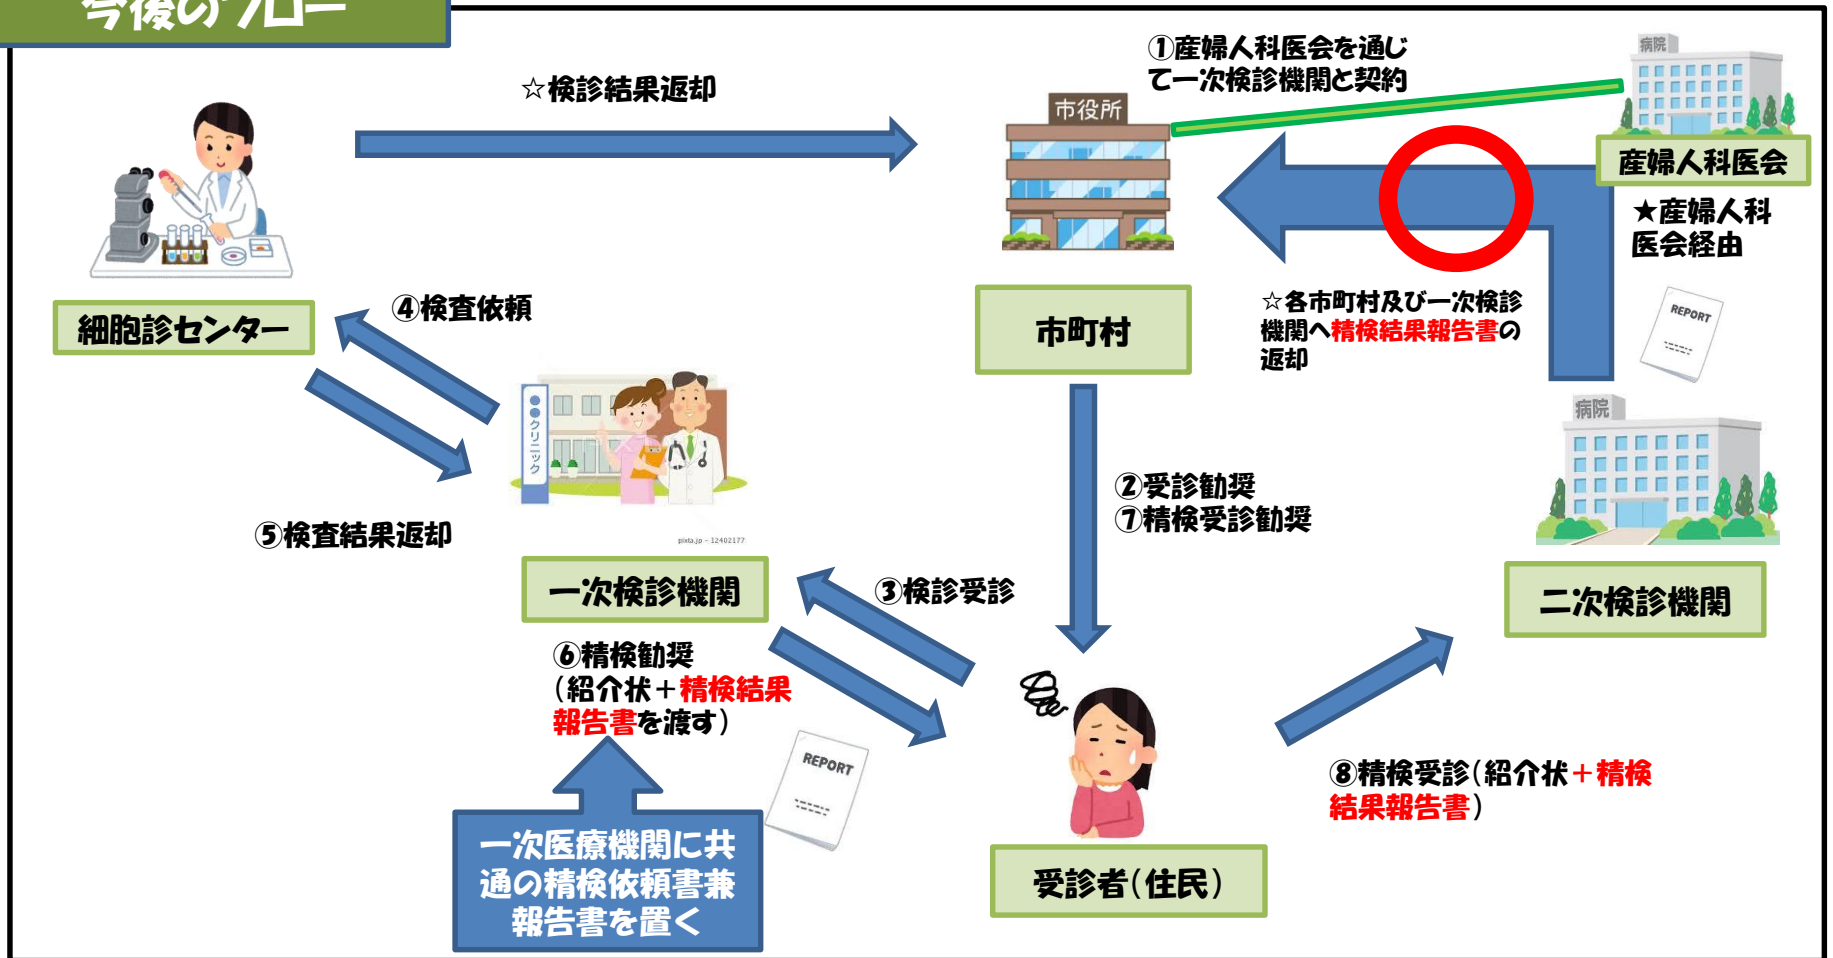 今後のフロー
①産婦人科医会を通じ
て一次検診機関と契約
病院
☆検診結果返却
市役所
産婦人科医会
★産婦人科
医会経由
☆各市町村及び一次検診
機関へ精検結果報告書の
返却
REPORT
④検査依頼
細胞診センター
市町村
病院
●●クリニック
②受診勧奨
⑦精検受診勧奨
⑤検査結果返却
pixta.jp - 12402177
一次検診機関
③検診受診
二次検診機関
⑥精検勧奨
(紹介状+精検結果
報告書を渡す)
REPORT
⑧精検受診(紹介状+精検
結果報告書)
一次医療機関に共
通の精検依頼書兼
報告書を置く
受診者(住民)